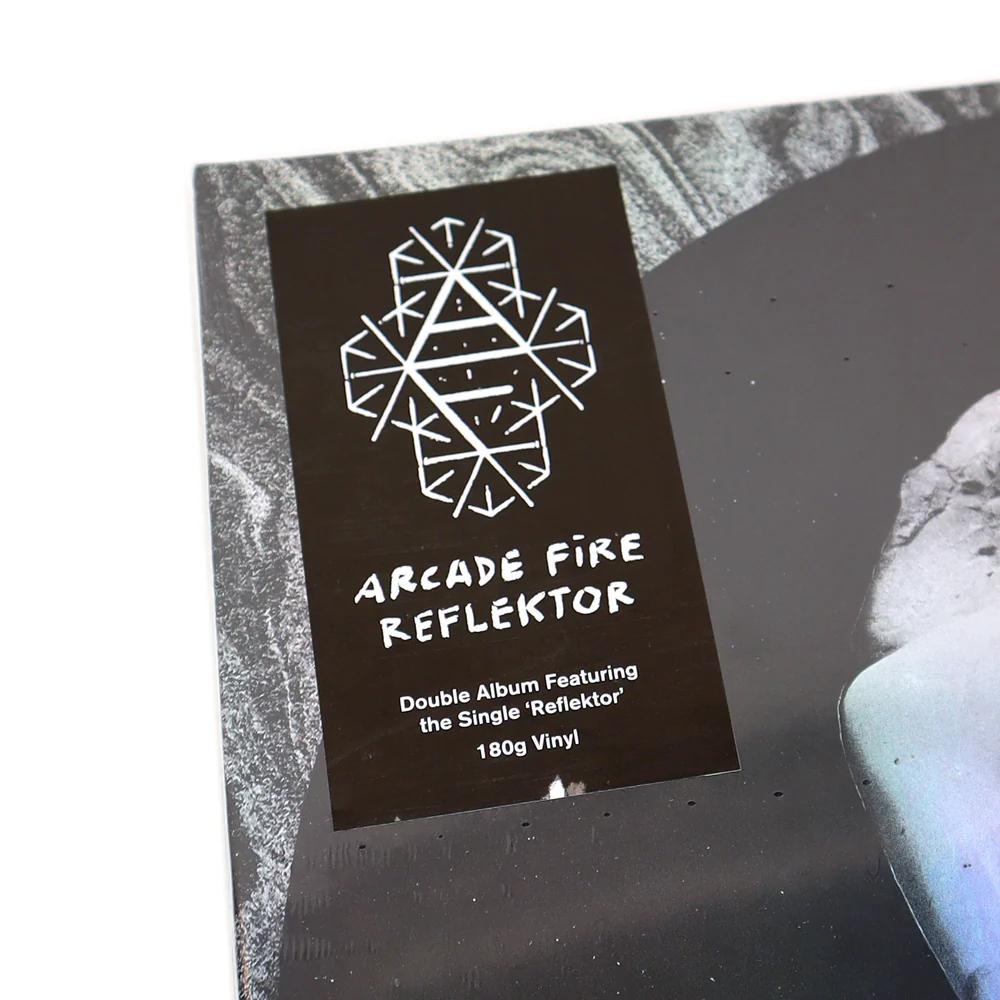 ARCADE FIRE
REFLEKTOR
Double Album Featuring
the Single ‘Reflektor’
180g Vinyl